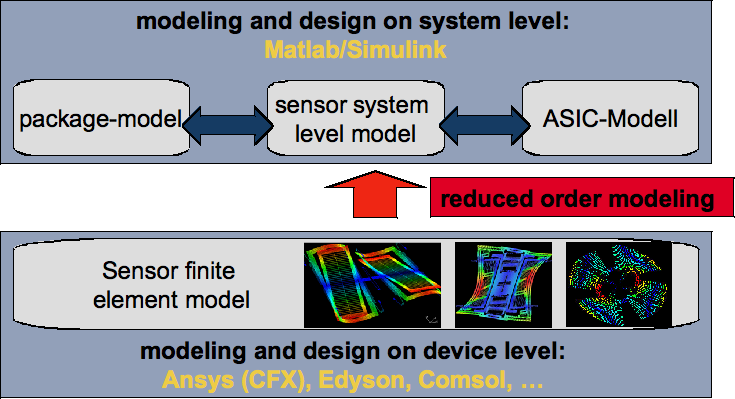 modeling and design on system level:
Matlab/Simulink
package-model
sensor system
level model
ASIC-Modell
reduced order modeling
Sensor finite
element model
modeling and design on device level:
Ansys (CFX), Edyson, Comsol, …